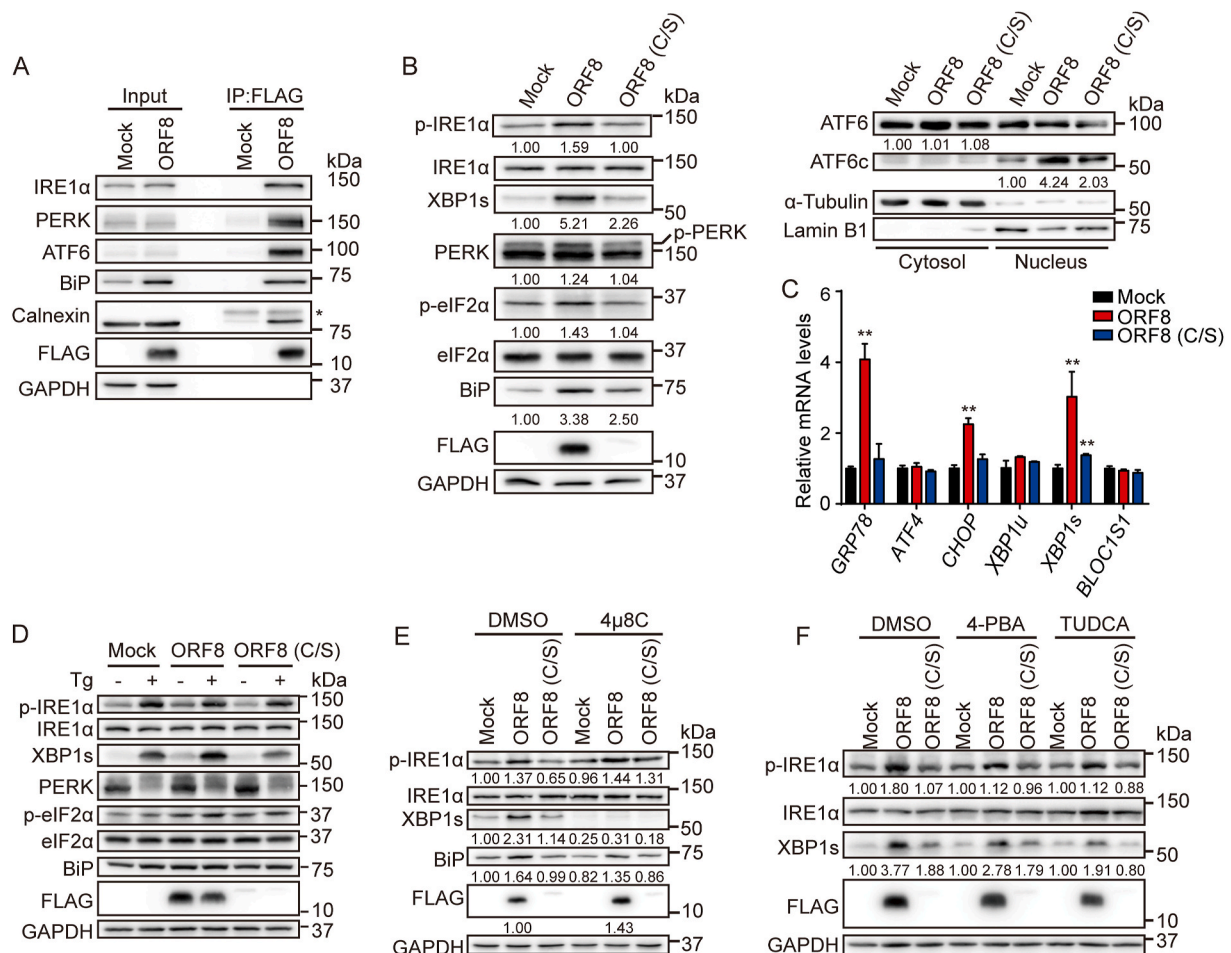 A
Input IP:FLAG
Mock ORF8 Mock ORF8 kDa
IRE1α 150
PERK 150
ATF6 100
BiP 75
Calnexin * 75
FLAG 10
GAPDH 37
B
Mock ORF8 ORF8 (C/S) kDa
p-IRE1α 150
1.00 1.59 1.00
IRE1α 150
XBP1s 50
1.00 5.21 2.26
p-PERK
PERK 150
1.00 1.24 1.04
p-eIF2α 37
1.00 1.43 1.04
eIF2α 37
BiP 75
1.00 3.38 2.50
FLAG 10
GAPDH 37
Mock ORF8 ORF8 (C/S) Mock ORF8 ORF8 (C/S) kDa
ATF6 100
1.00 1.01 1.08
ATF6c 50
1.00 4.24 2.03
α-Tubulin 50
Lamin B1 75
Cytosol Nucleus
C
Relative mRNA levels
6
4
2
0
** ** ** **
Mock
ORF8
ORF8 (C/S)
GRP78 ATF4 CHOP XBP1u XBP1s BLOC1S1
D
Mock ORF8 ORF8 (C/S)
Tg - + - + - + kDa
p-IRE1α 150
IRE1α 150
XBP1s 50
PERK 150
p-eIF2α 37
eIF2α 37
BiP 75
FLAG 10
GAPDH 37
E
DMSO 4μ8C
Mock ORF8 ORF8 (C/S) Mock ORF8 ORF8 (C/S) kDa
p-IRE1α 150
1.00 1.37 0.65 0.96 1.44 1.31
IRE1α 150
XBP1s 50
1.00 2.31 1.14 0.25 0.31 0.18
BiP 75
1.00 1.64 0.99 0.82 1.35 0.86
FLAG 10
1.00 1.43
GAPDH 37
F
DMSO 4-PBA TUDCA
Mock ORF8 ORF8 (C/S) Mock ORF8 ORF8 (C/S) Mock ORF8 ORF8 (C/S) kDa
p-IRE1α 150
1.00 1.80 1.07 1.00 1.12 0.96 1.00 1.12 0.88
IRE1α 150
XBP1s 50
1.00 3.77 1.88 1.00 2.78 1.79 1.00 1.91 0.80
FLAG 10
GAPDH 37